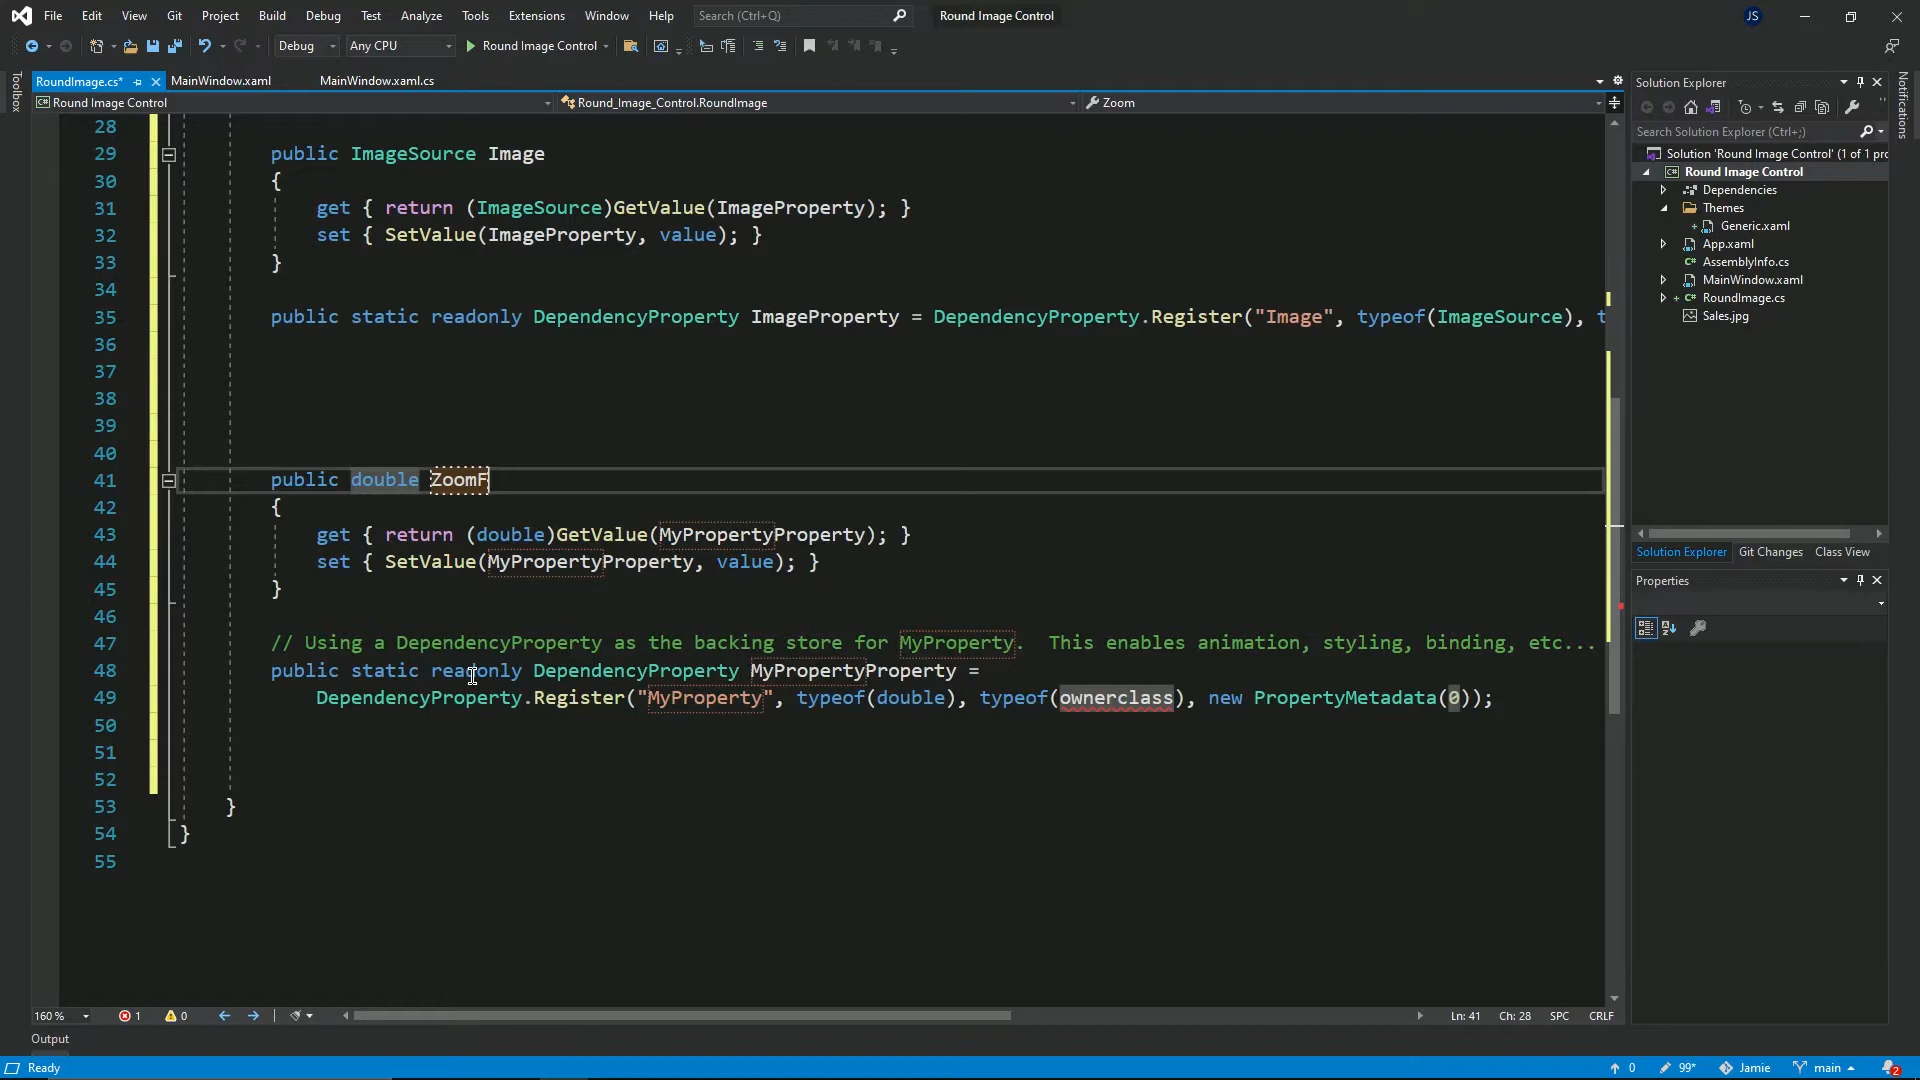 File Edit View Git Project Build Debug Test Analyze Tools Extensions Window Help Search (Ctrl+Q) Round Image Control JS
Debug Any CPU Round Image Control
Toolbox
RoundImage.cs* MainWindow.xaml MainWindow.xaml.cs
Round Image Control Round_Image_Control.RoundImage Zoom
28
29 public ImageSource Image
30 {
31 get { return (ImageSource)GetValue(ImageProperty); }
32 set { SetValue(ImageProperty, value); }
33 }
34
35 public static readonly DependencyProperty ImageProperty = DependencyProperty.Register("Image", typeof(ImageSource), t
36
37
38
39
40
41 public double ZoomF
42 {
43 get { return (double)GetValue(MyPropertyProperty); }
44 set { SetValue(MyPropertyProperty, value); }
45 }
46
47 // Using a DependencyProperty as the backing store for MyProperty.  This enables animation, styling, binding, etc...
48 public static readonly DependencyProperty MyPropertyProperty =
49 DependencyProperty.Register("MyProperty", typeof(double), typeof(ownerclass), new PropertyMetadata(0));
50
51
52
53 }
54 }
55
160 % 1 0 Ln: 41 Ch: 28 SPC CRLF
Output
Ready 0 99* Jamie main 2
Solution Explorer
Search Solution Explorer (Ctrl+;)
Solution 'Round Image Control' (1 of 1 pro
C# Round Image Control
Dependencies
Themes
Generic.xaml
App.xaml
C# AssemblyInfo.cs
MainWindow.xaml
C# RoundImage.cs
Sales.jpg
Solution Explorer Git Changes Class View
Properties
Notifications